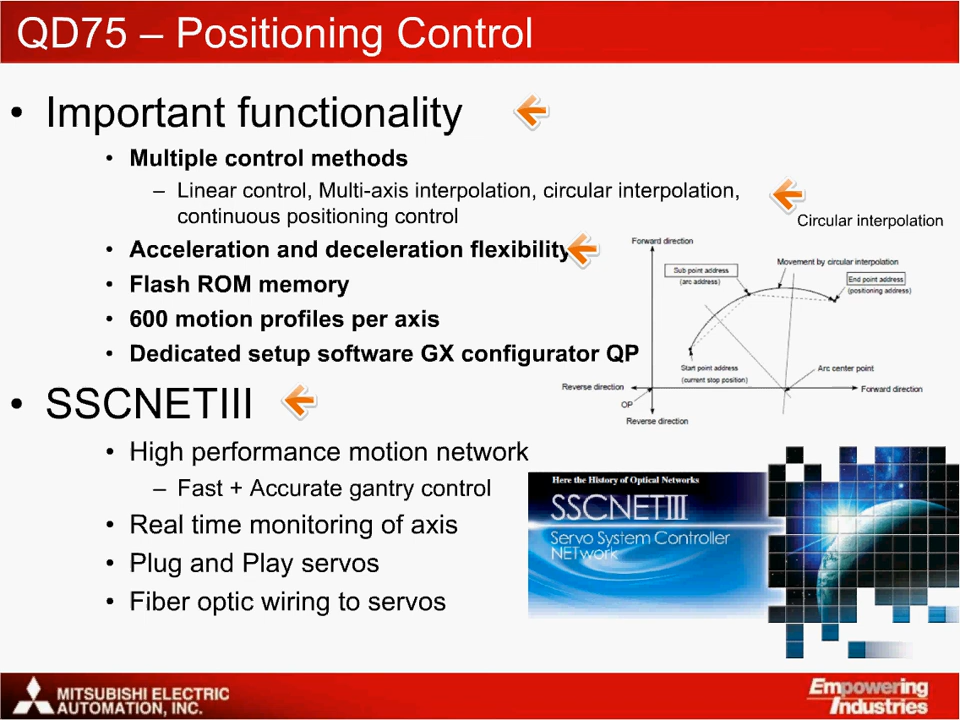 QD75 – Positioning Control
• Important functionality
• Multiple control methods
– Linear control, Multi-axis interpolation, circular interpolation,
continuous positioning control
• Acceleration and deceleration flexibility
• Flash ROM memory
• 600 motion profiles per axis
• Dedicated setup software GX configurator QP
Circular interpolation
Forward direction
Movement by circular interpolation
Sub point address
(arc address)
End point address
(positioning address)
Start point address
(current stop position)
Arc center point
Reverse direction
Forward direction
OP
Reverse direction
• SSCNETIII
• High performance motion network
– Fast + Accurate gantry control
• Real time monitoring of axis
• Plug and Play servos
• Fiber optic wiring to servos
Here the History of Optical Networks
SSCNETIII
Servo System Controller
NETwork
MITSUBISHI ELECTRIC
AUTOMATION, INC.
Empowering
Industries